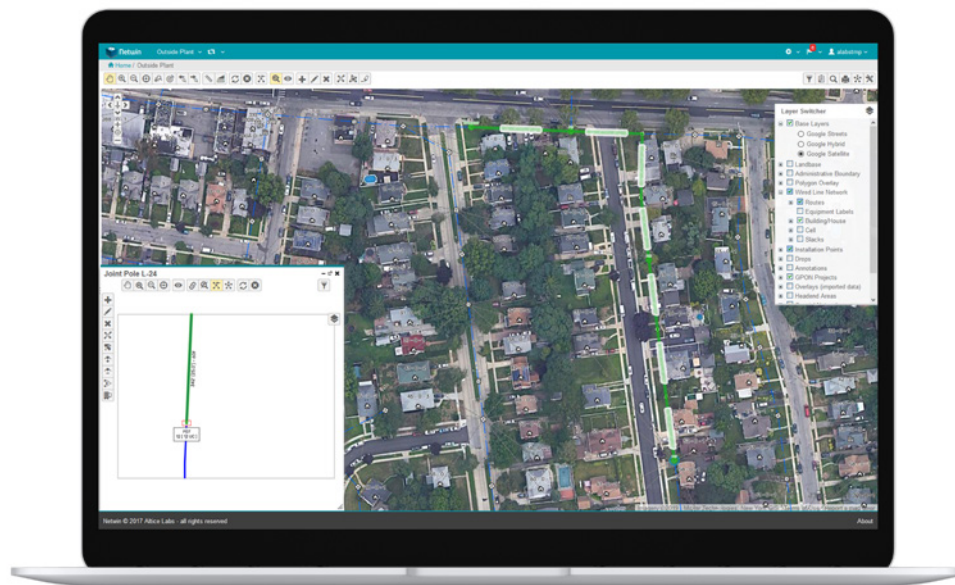 Netwin Outside Plant alabstmp
Home / Outside Plant
Layer Switcher
Base Layers
Google Streets
Google Hybrid
Google Satellite
Landbase
Administrative Boundary
Polygon Overlay
Wired Line Network
Routes
Equipment Labels
Building/House
Cell
Slacks
Installation Points
Drops
Annotations
GPON Projects
Overlays (imported data)
Headend Areas
Joint Pole L-24
Netwin © 2017 Altice Labs - all rights reserved
About